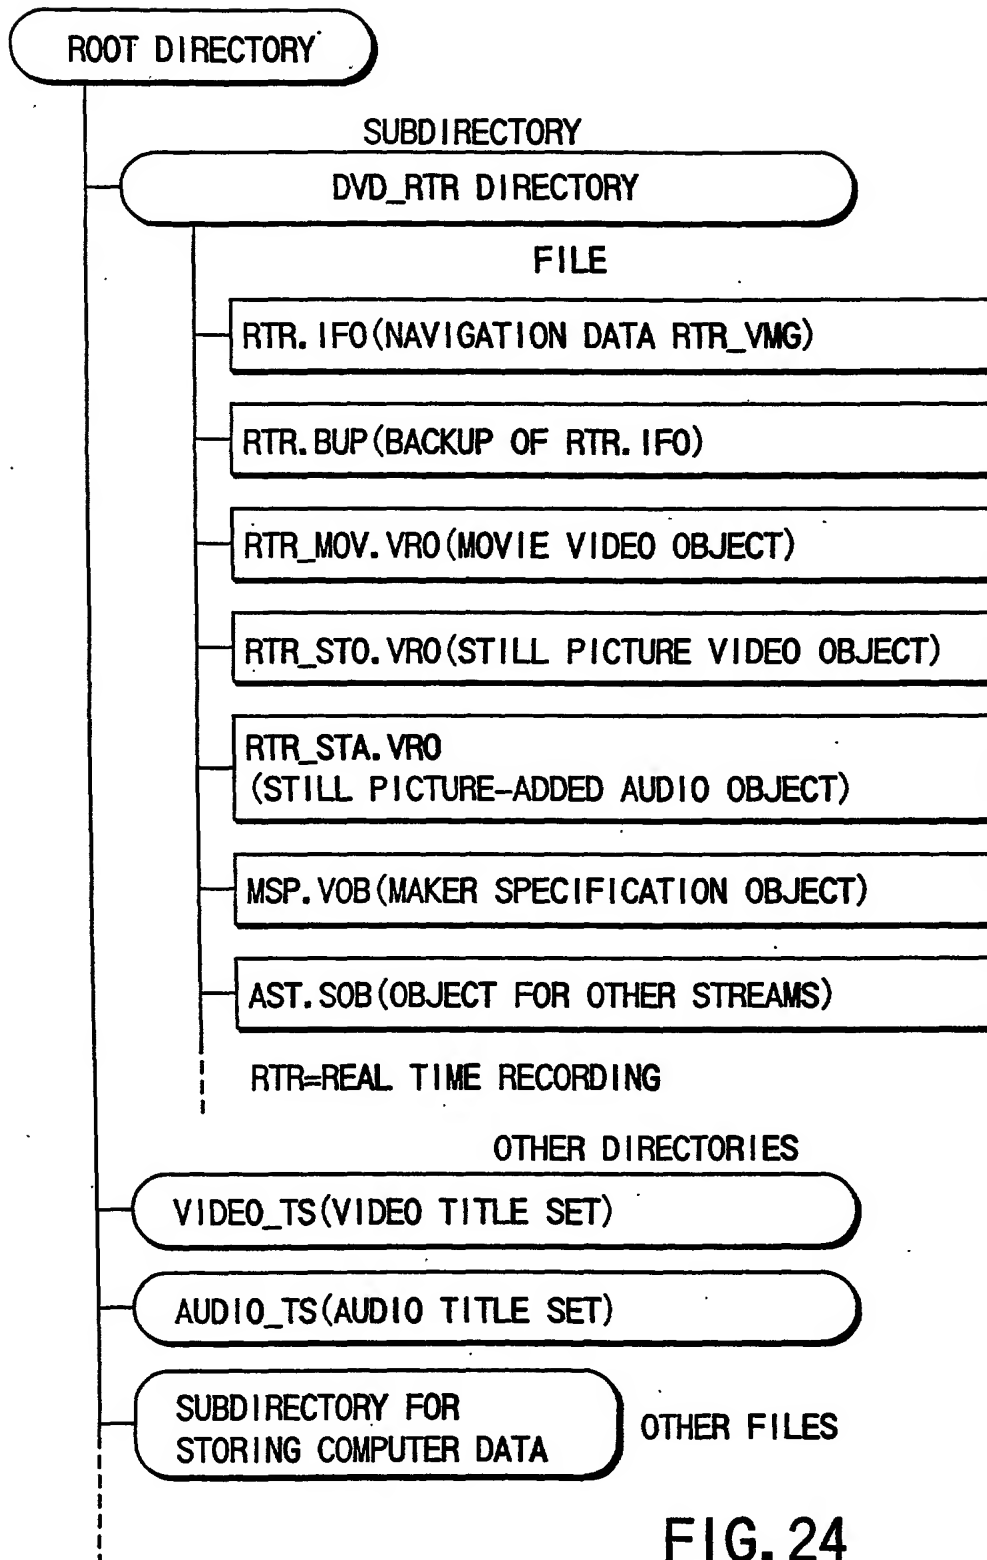 ROOT DIRECTORY
SUBDIRECTORY
DVD_RTR DIRECTORY
FILE
RTR.IFO(NAVIGATION DATA RTR_VMG)
RTR.BUP(BACKUP OF RTR.IFO)
RTR_MOV.VRO(MOVIE VIDEO OBJECT)
RTR_STO.VRO(STILL PICTURE VIDEO OBJECT)
RTR_STA.VRO
(STILL PICTURE-ADDED AUDIO OBJECT)
MSP.VOB(MAKER SPECIFICATION OBJECT)
AST.SOB(OBJECT FOR OTHER STREAMS)
RTR=REAL TIME RECORDING
OTHER DIRECTORIES
VIDEO_TS(VIDEO TITLE SET)
AUDIO_TS(AUDIO TITLE SET)
SUBDIRECTORY FOR
STORING COMPUTER DATA
OTHER FILES
FIG. 24